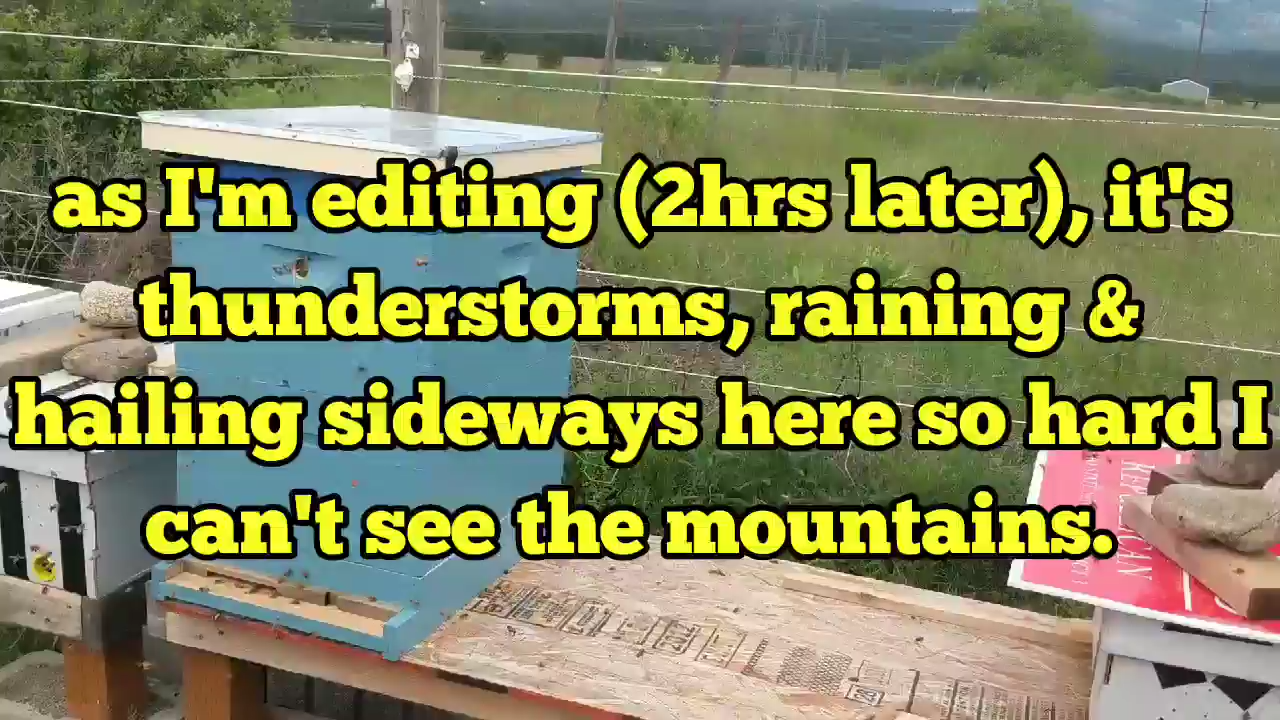 as I'm editing (2hrs later), it's
thunderstorms, raining &
hailing sideways here so hard I
can't see the mountains.